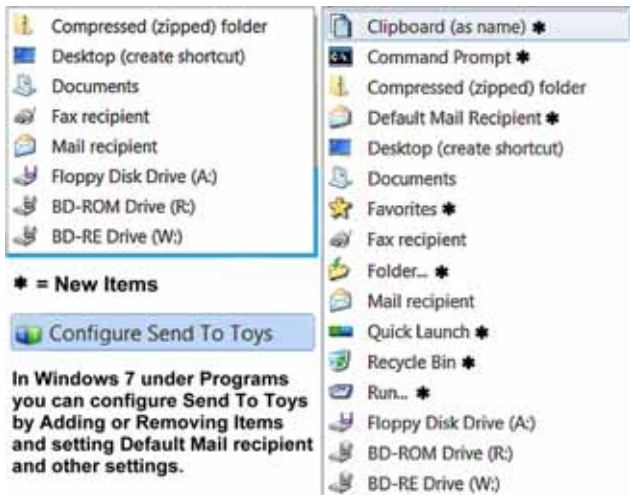 Compressed (zipped) folder
Desktop (create shortcut)
Documents
Fax recipient
Mail recipient
Floppy Disk Drive (A:)
BD-ROM Drive (R:)
BD-RE Drive (W:)
✱ = New Items
Configure Send To Toys
In Windows 7 under Programs
you can configure Send To Toys
by Adding or Removing Items
and setting Default Mail recipient
and other settings.
Clipboard (as name) ✱
Command Prompt ✱
Compressed (zipped) folder
Default Mail Recipient ✱
Desktop (create shortcut)
Documents
Favorites ✱
Fax recipient
Folder... ✱
Mail recipient
Quick Launch ✱
Recycle Bin ✱
Run... ✱
Floppy Disk Drive (A:)
BD-ROM Drive (R:)
BD-RE Drive (W:)